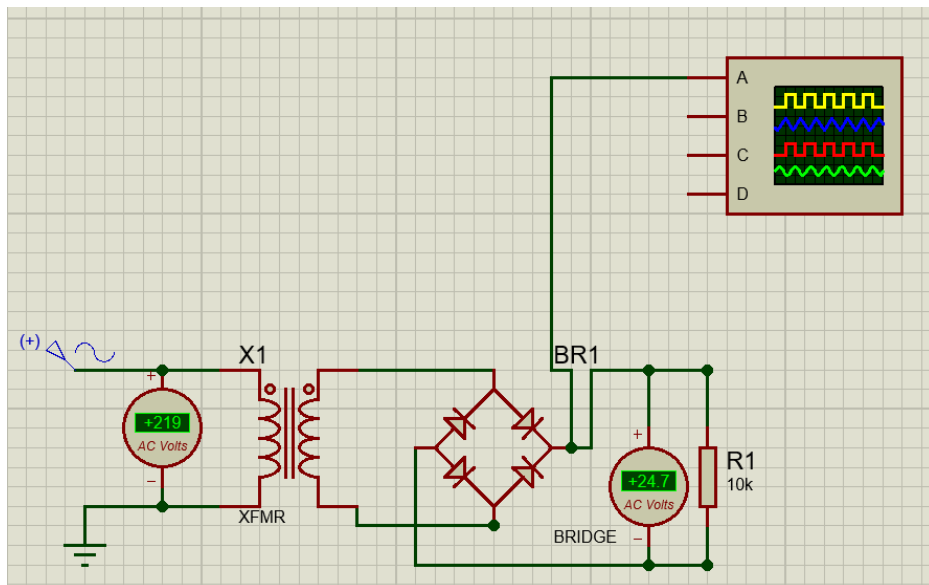 A
B
C
D
(+)
X1
BR1
+
+219
AC Volts
−
XFMR
+
+24.7
AC Volts
−
BRIDGE
R1
10k